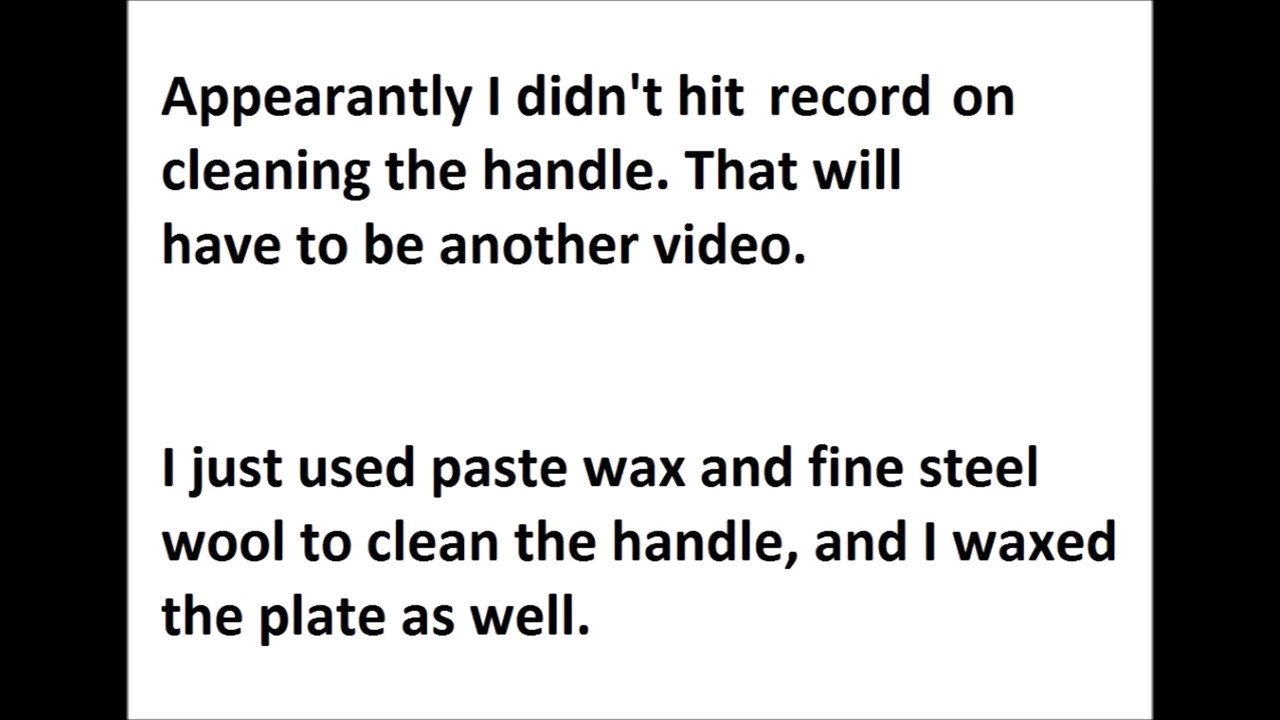 Appearantly I didn't hit record on
cleaning the handle. That will
have to be another video.
I just used paste wax and fine steel
wool to clean the handle, and I waxed
the plate as well.